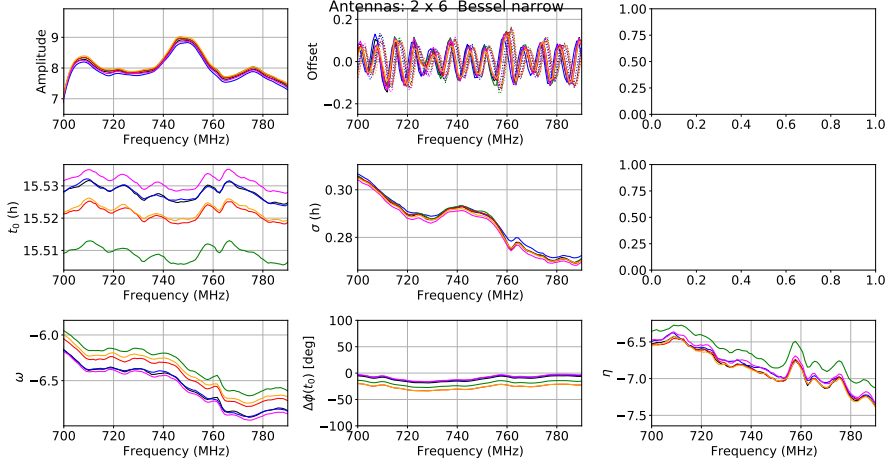 Antennas: 2 x 6 Bessel narrow
Amplitude
9
8
7
700 720 740 760 780
Frequency (MHz)
Offset
0.2
0.0
−0.2
700 720 740 760 780
Frequency (MHz)
1.00
0.75
0.50
0.25
0.00
0.0 0.2 0.4 0.6 0.8 1.0
t0 (h)
15.53
15.52
15.51
700 720 740 760 780
Frequency (MHz)
σ (h)
0.30
0.28
700 720 740 760 780
Frequency (MHz)
1.00
0.75
0.50
0.25
0.00
0.0 0.2 0.4 0.6 0.8 1.0
ω
−6.0
−6.5
700 720 740 760 780
Frequency (MHz)
Δϕ(t0) [deg]
100
50
0
−50
−100
700 720 740 760 780
Frequency (MHz)
η
−6.5
−7.0
−7.5
700 720 740 760 780
Frequency (MHz)